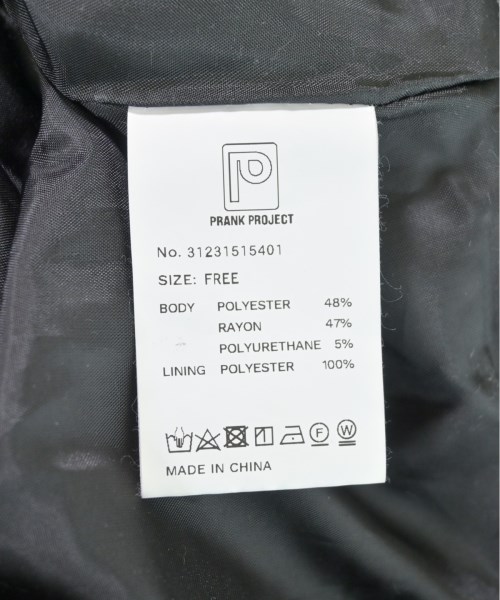 P
PRANK PROJECT
No. 31231515401
SIZE: FREE
BODY POLYESTER 48%
RAYON 47%
POLYURETHANE 5%
LINING POLYESTER 100%
F W
MADE IN CHINA